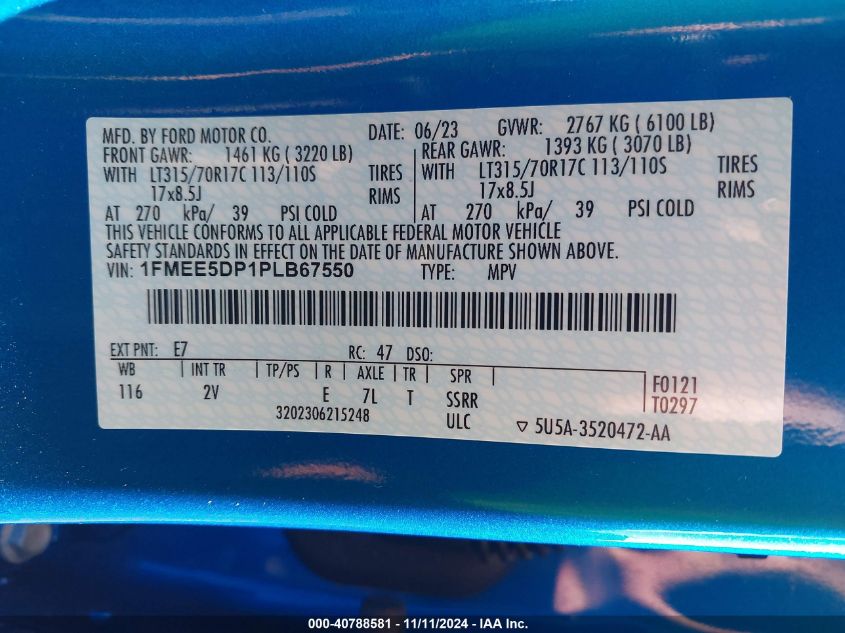 MFD. BY FORD MOTOR CO. DATE: 06/23 GVWR: 2767 KG ( 6100 LB)
FRONT GAWR: 1461 KG ( 3220 LB) REAR GAWR: 1393 KG ( 3070 LB)
WITH LT315/70R17C 113/110S TIRES WITH LT315/70R17C 113/110S TIRES
17x8.5J RIMS 17x8.5J RIMS
AT 270 kPa/ 39 PSI COLD AT 270 kPa/ 39 PSI COLD
THIS VEHICLE CONFORMS TO ALL APPLICABLE FEDERAL MOTOR VEHICLE
SAFETY STANDARDS IN EFFECT ON THE DATE OF MANUFACTURE SHOWN ABOVE.
VIN: 1FMEE5DP1PLB67550 TYPE: MPV
EXT PNT: E7 RC: 47 DSO:
WB INT TR TP/PS R AXLE TR SPR
116 2V E 7L T SSRR
F0121
T0297
3202306215248 ULC ▽ 5U5A-3520472-AA
000-40788581 - 11/11/2024 - IAA Inc.